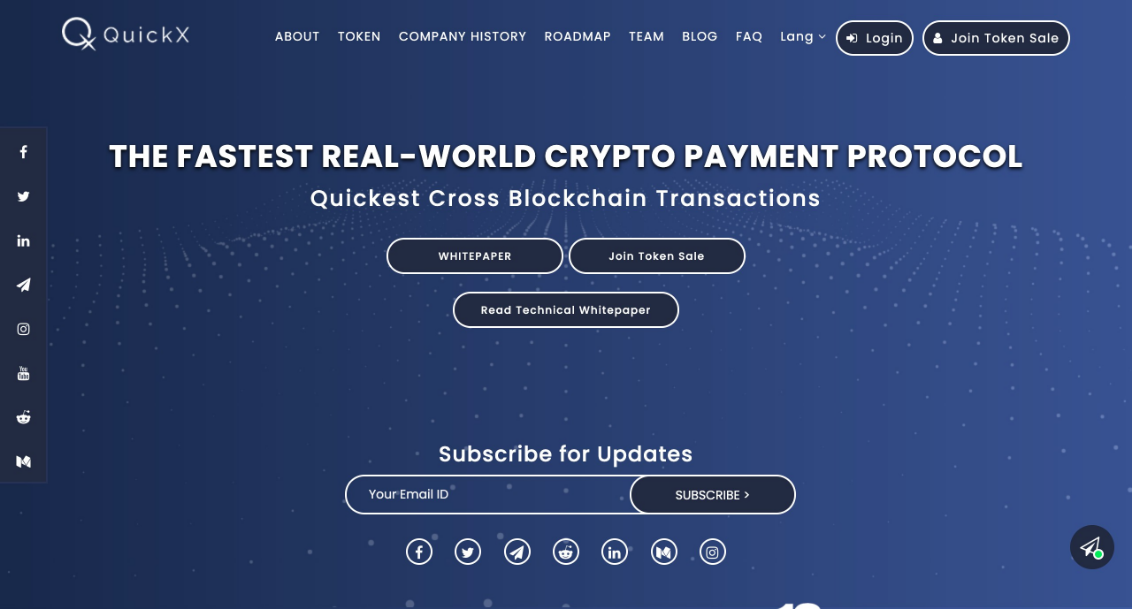 QuickX
ABOUT TOKEN COMPANY HISTORY ROADMAP TEAM BLOG FAQ Lang Login Join Token Sale
THE FASTEST REAL-WORLD CRYPTO PAYMENT PROTOCOL
Quickest Cross Blockchain Transactions
WHITEPAPER Join Token Sale
Read Technical Whitepaper
Subscribe for Updates
Your Email ID SUBSCRIBE >